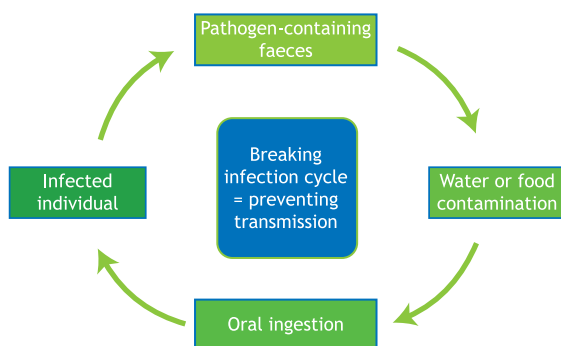 Pathogen-containing
faeces
Breaking
infection cycle
= preventing
transmission
Infected
individual
Water or food
contamination
Oral ingestion